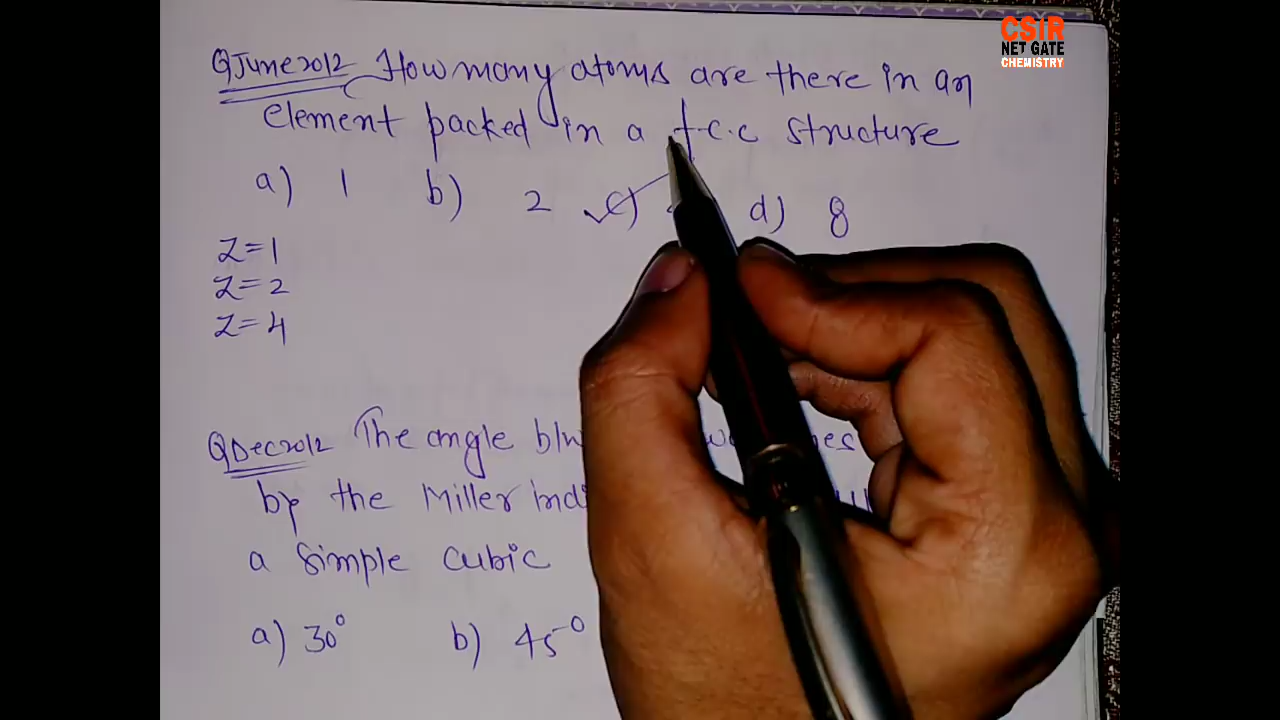 CSIR
NET GATE
CHEMISTRY
Q June 2012 How many atoms are there in an
element packed in a f.c.c structure
a) 1 b) 2 c) d) 8
Z=1
Z=2
Z=4
Q Dec 2012 The angle b/w
by the Miller
a simple cubic
a) 30° b) 45°